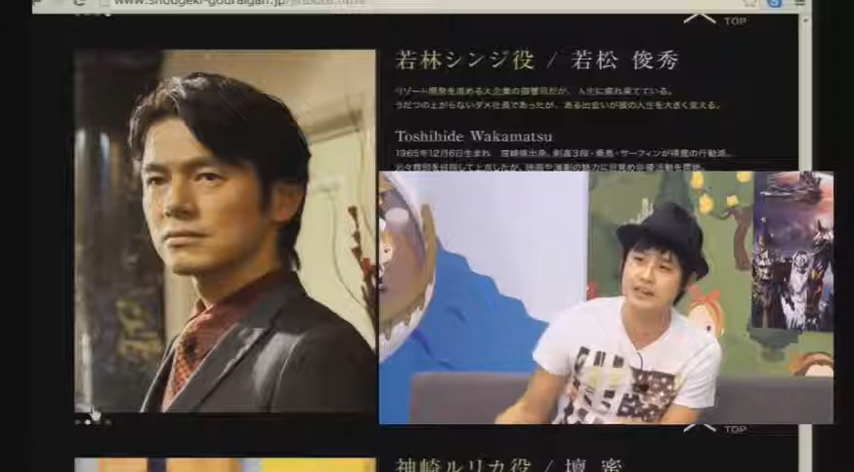 www.shougeki-gouraigan.jp/
TOP
若林シンジ役 / 若松 俊秀
リゾート開発を進める大企業の御曹司だが、人生に疲れ果てている。
うだつの上がらないダメ社長であったが、ある出会いが彼の人生を大きく変える。
Toshihide Wakamatsu
1965年12月6日生まれ 宮崎県出身。剣道3段・乗馬・サーフィンが得意の行動派。
TOP
神崎ルリカ役 / 壇 蜜